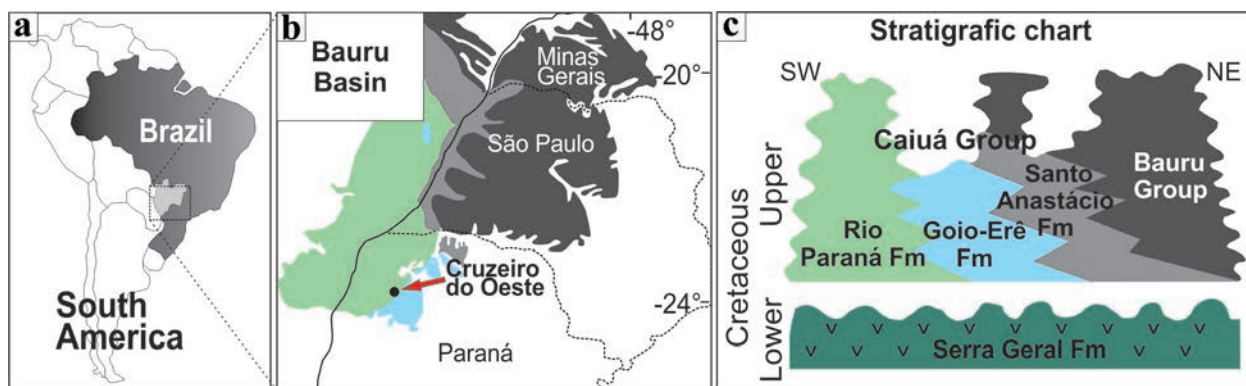 a
Brazil
South
America
b
Bauru
Basin
-48°
-20°
Minas
Gerais
São Paulo
Cruzeiro
do Oeste
-24°
Paraná
c
Stratigrafic chart
SW
NE
Cretaceous
Upper
Lower
Caiuá Group
Santo
Anastácio
Fm
Bauru
Group
Rio
Paraná Fm
Goio-Erê
Fm
Serra Geral Fm